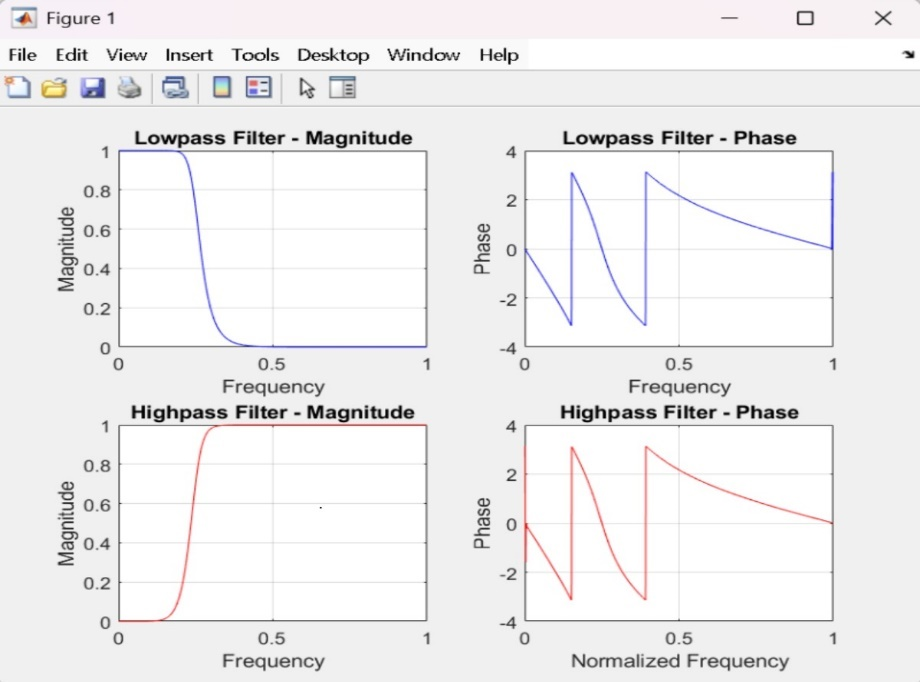 Figure 1
File Edit View Insert Tools Desktop Window Help
Lowpass Filter - Magnitude
1
0.8
0.6
0.4
0.2
0
Magnitude
0 0.5 1
Frequency
Lowpass Filter - Phase
4
2
0
-2
-4
Phase
0 0.5 1
Frequency
Highpass Filter - Magnitude
1
0.8
0.6
0.4
0.2
0
Magnitude
0 0.5 1
Frequency
Highpass Filter - Phase
4
2
0
-2
-4
Phase
0 0.5 1
Normalized Frequency